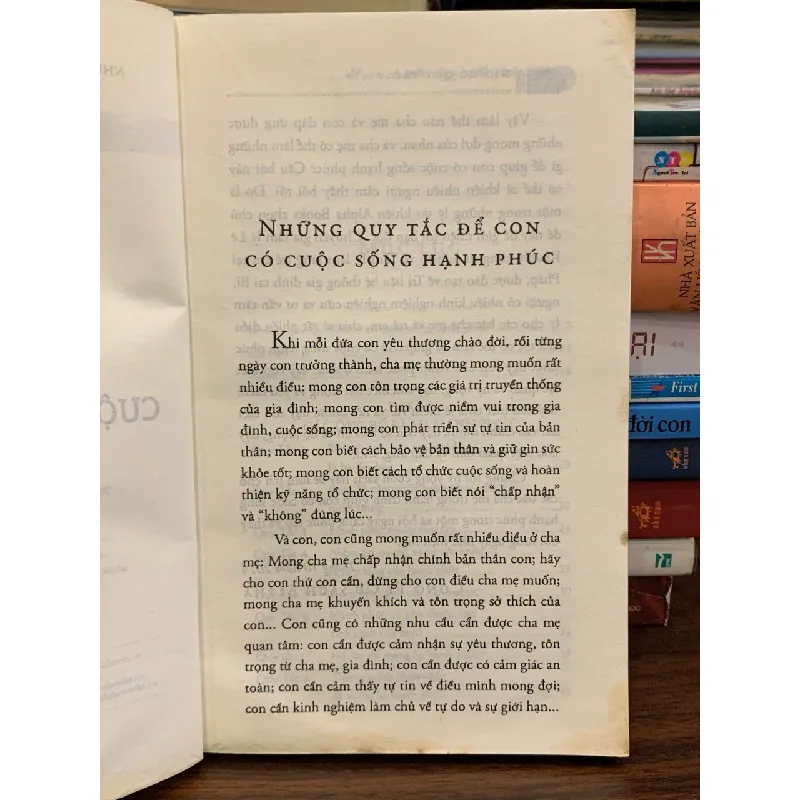 NHỮNG QUY TẮC ĐỂ CON
CÓ CUỘC SỐNG HẠNH PHÚC
Khi mỗi đứa con yêu thương chào đời, rồi từng
ngày con trưởng thành, cha mẹ thường mong muốn rất
nhiều điều: mong con tôn trọng các giá trị truyền thống
của gia đình; mong con tìm được niềm vui trong gia
đình, cuộc sống; mong con phát triển sự tự tin của bản
thân; mong con biết cách bảo vệ bản thân và giữ gìn sức
khỏe tốt; mong con biết cách tổ chức cuộc sống và hoàn
thiện kỹ năng tổ chức; mong con biết nói “chấp nhận”
và “không” đúng lúc...
Và con, con cũng mong muốn rất nhiều điều ở cha
mẹ: Mong cha mẹ chấp nhận chính bản thân con; hãy
cho con thứ con cần, đừng cho con điều cha mẹ muốn;
mong cha mẹ khuyến khích và tôn trọng sở thích của
con... Con cũng có những nhu cầu cần được cha mẹ
quan tâm: con cần được cảm nhận sự yêu thương, tôn
trọng từ cha mẹ, gia đình; con cần được có cảm giác an
toàn; con cần cảm thấy tự tin về điều mình mong đợi;
con cần kinh nghiệm làm chủ về tự do và sự giới hạn...
NHÀ XUẤT BẢN
ẠI
First
đời con